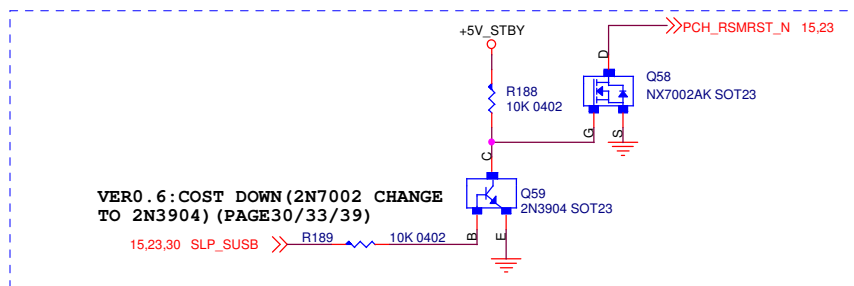 +5V_STBY
PCH_RSMRST_N 15,23
D
Q58
NX7002AK SOT23
R188
10K 0402
G
S
C
VER0.6:COST DOWN(2N7002 CHANGE
TO 2N3904)(PAGE30/33/39)
Q59
2N3904 SOT23
15,23,30 SLP_SUSB
R189
10K 0402
B
E